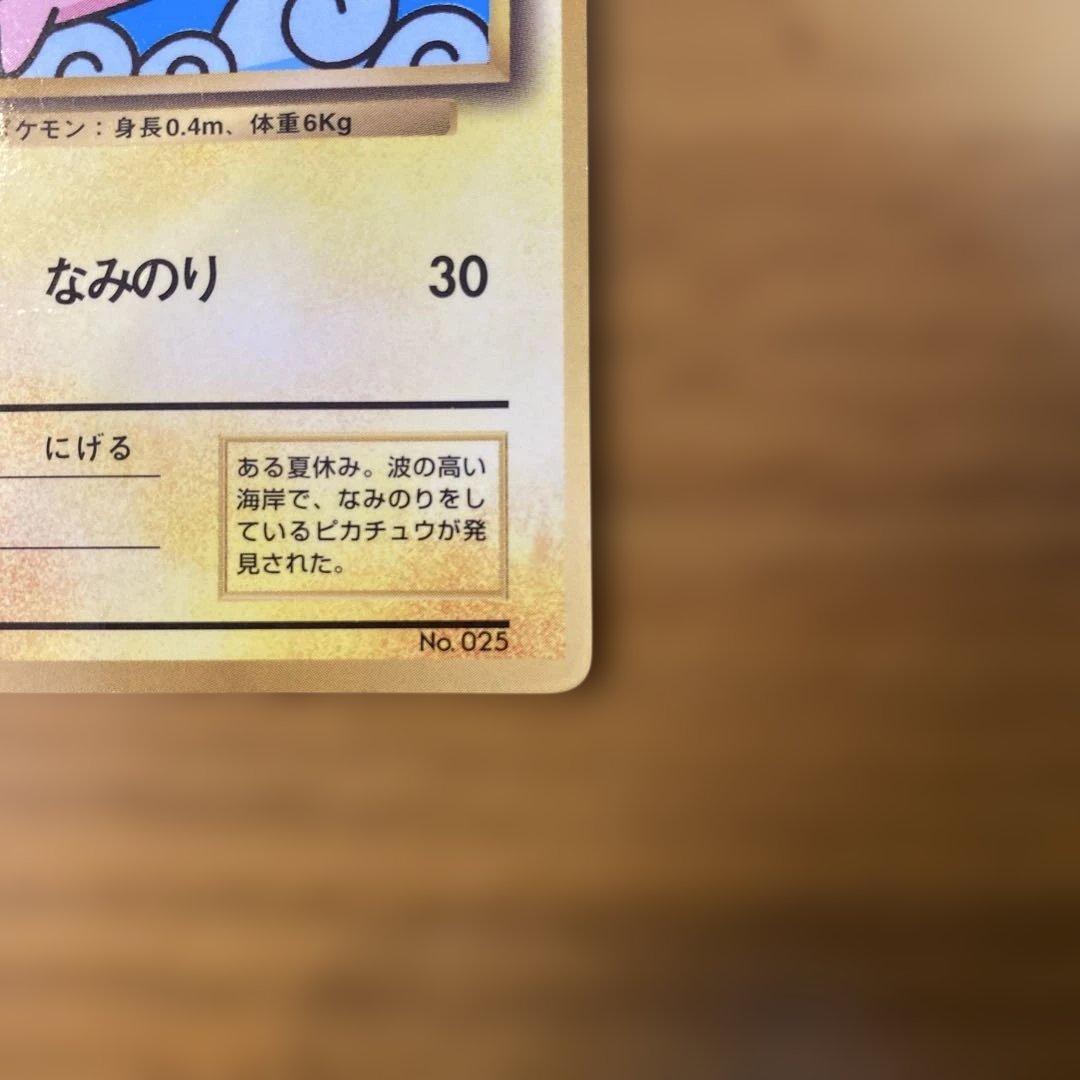 ケモン：身長0.4m、体重6Kg
なみのり 30
にげる
ある夏休み。波の高い
海岸で、なみのりをし
ているピカチュウが発
見された。
No. 025